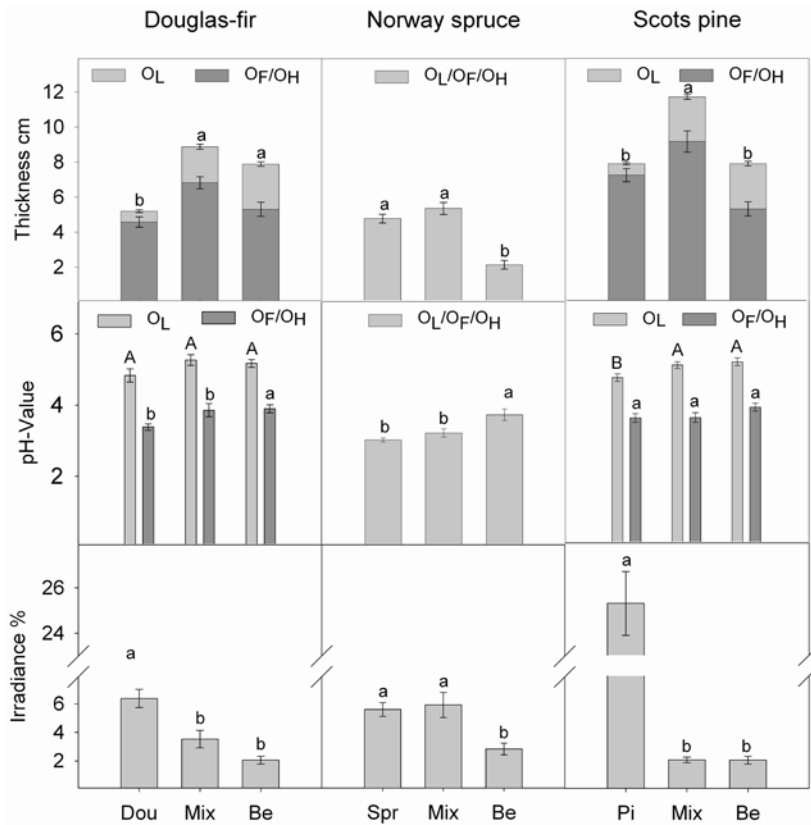 Douglas-fir Norway spruce Scots pine
OL OF/OH OL/OF/OH OL OF/OH
Thickness cm
12
10
8
6
4
2
b a a a a b b a b
OL OF/OH OL/OF/OH OL OF/OH
pH-Value
6
4
2
A b A b A a b b a B a A a A a
Irradiance %
26
24
6
4
2
a b b a a b a b b
Dou Mix Be Spr Mix Be Pi Mix Be